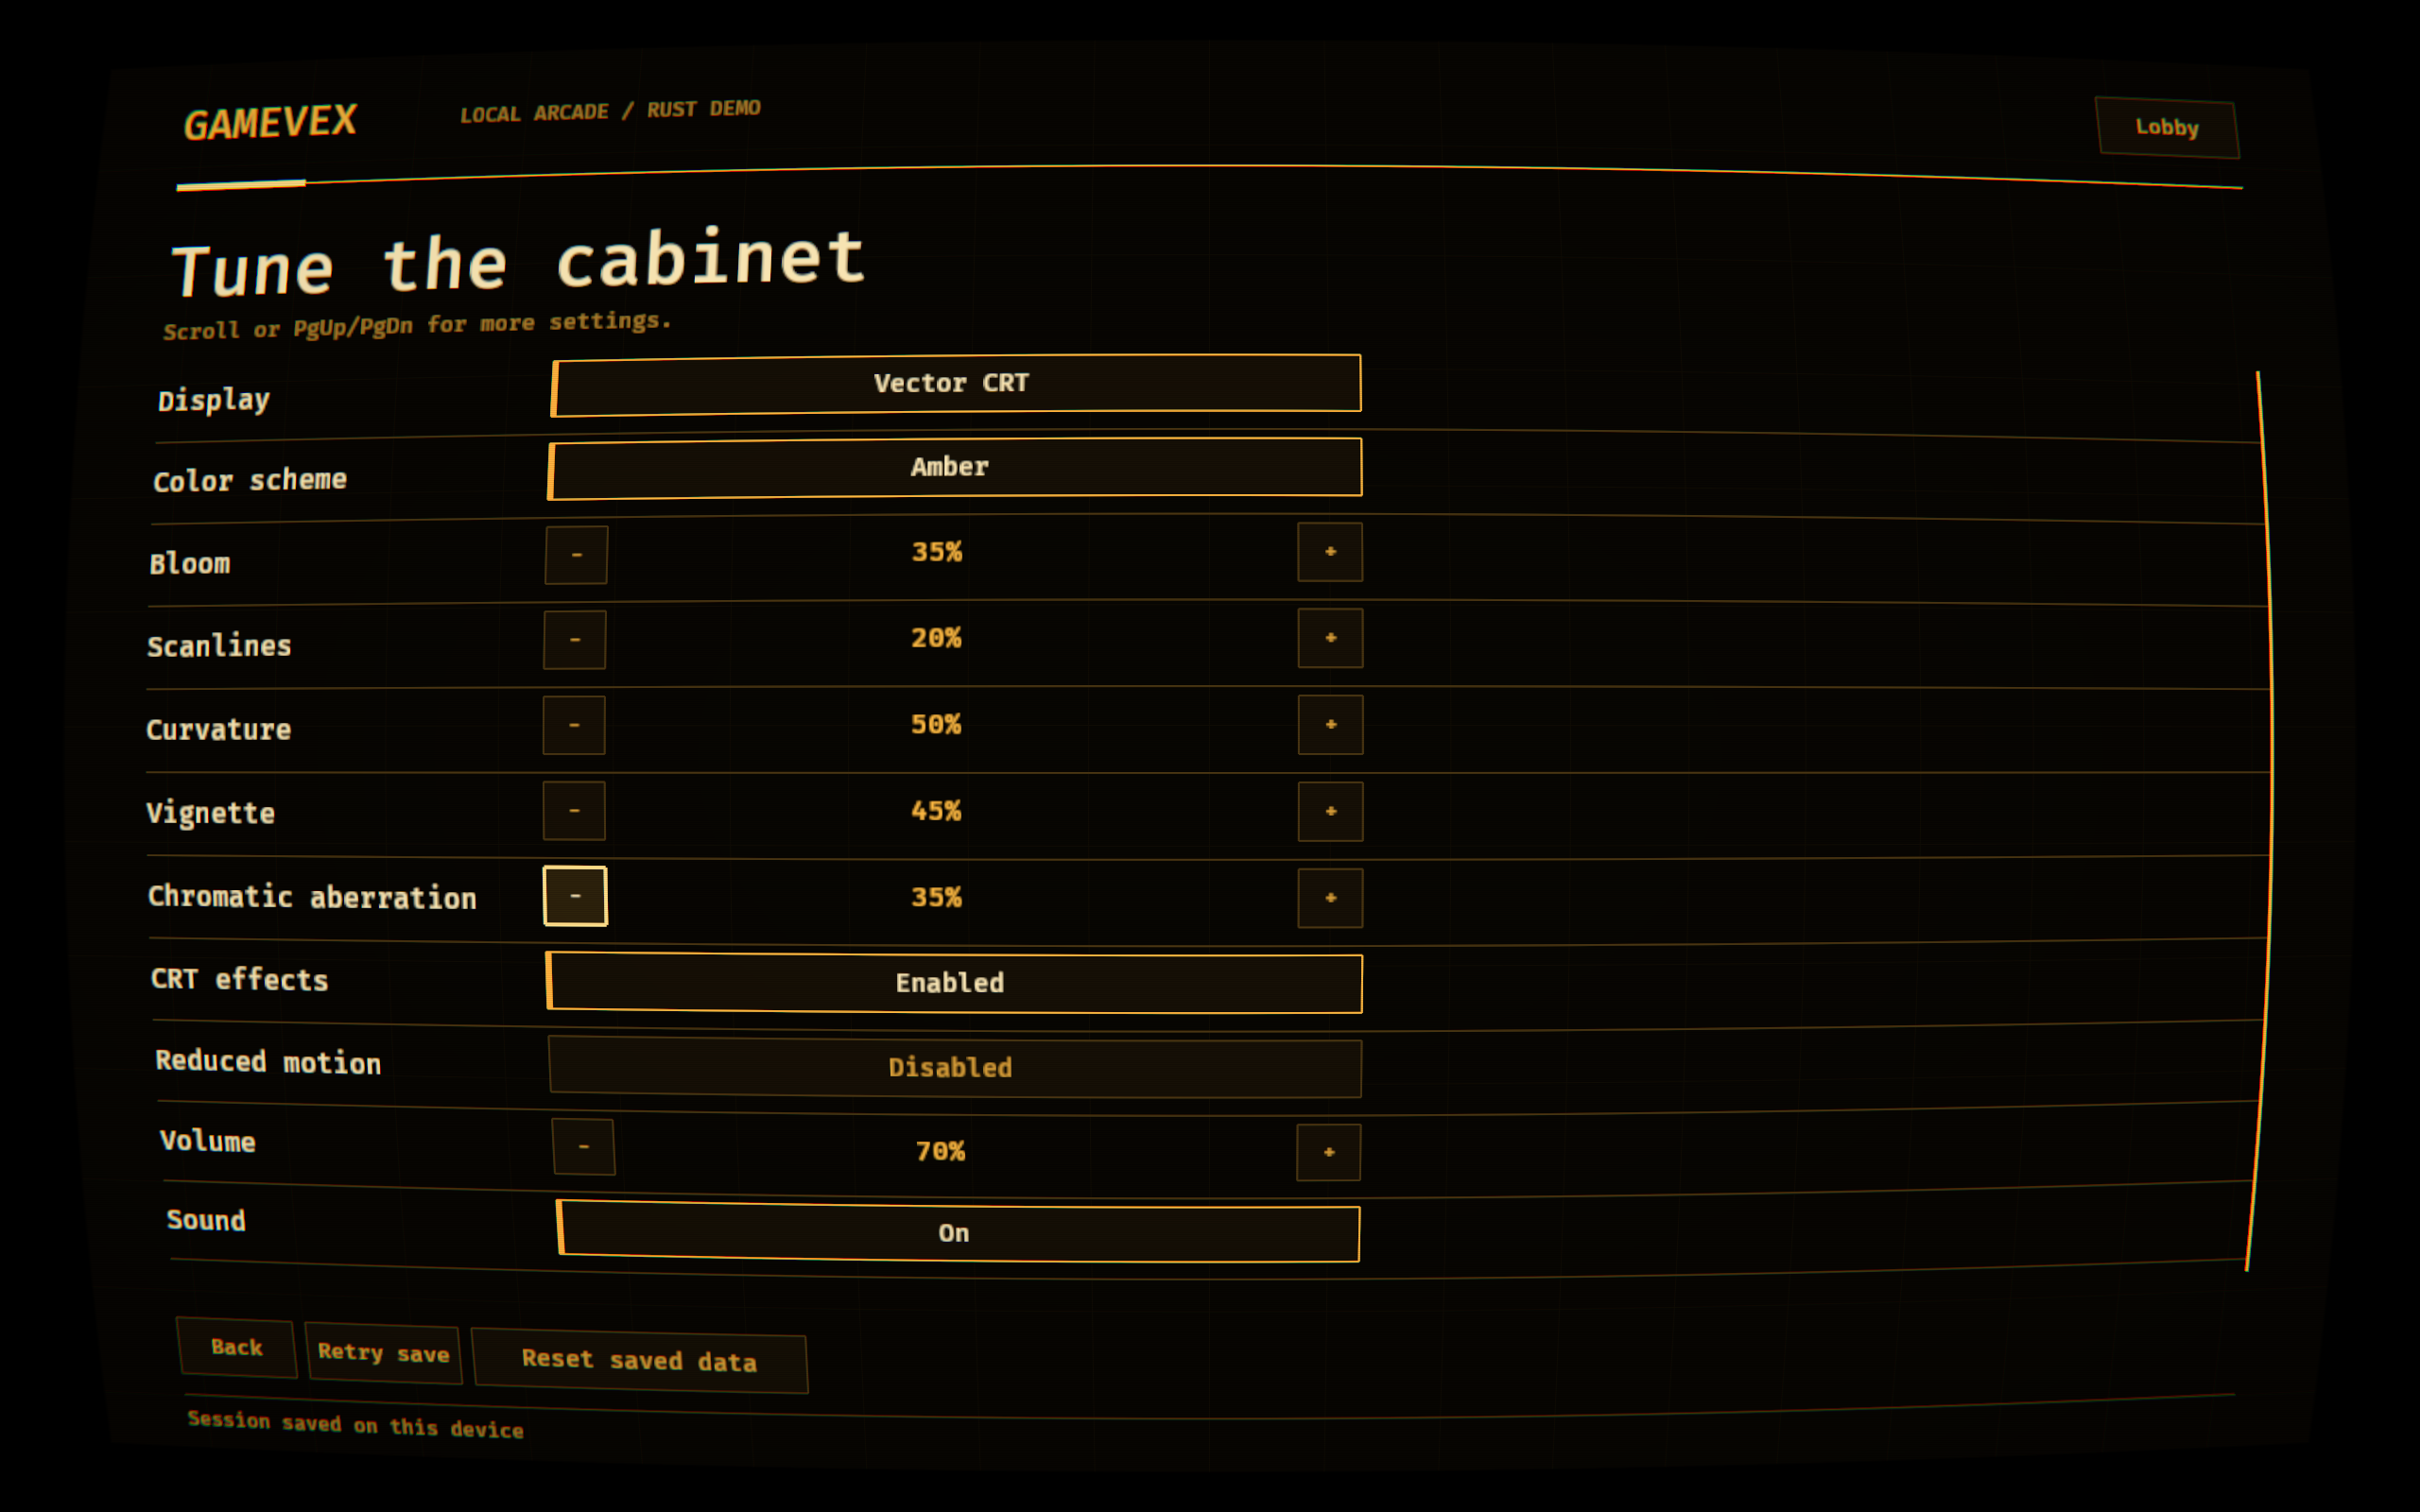 GAMEVEX
LOCAL ARCADE / RUST DEMO
Lobby
Tune the cabinet
Scroll or PgUp/PgDn for more settings.
Display
Vector CRT
Color scheme
Amber
Bloom
- 35% +
Scanlines
- 20% +
Curvature
- 50% +
Vignette
- 45% +
Chromatic aberration
- 35% +
CRT effects
Enabled
Reduced motion
Disabled
Volume
- 70% +
Sound
On
Back
Retry save
Reset saved data
Session saved on this device